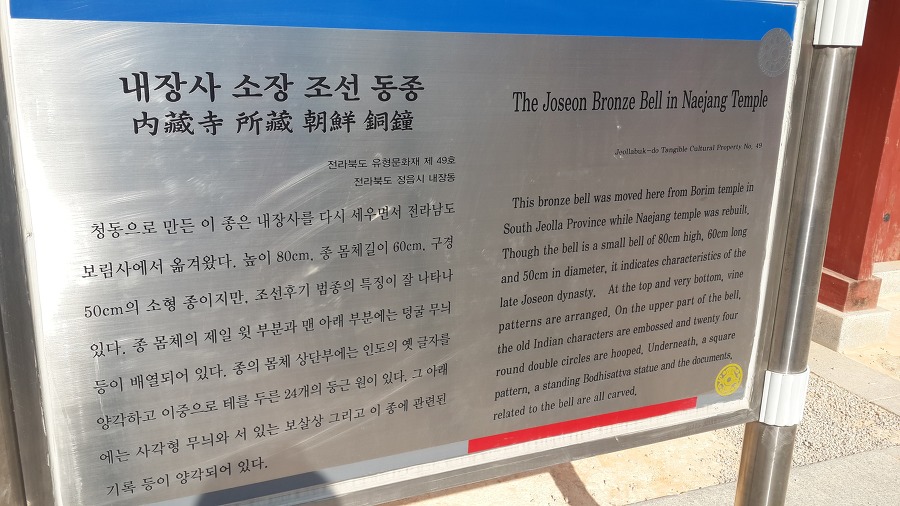 내장사 소장 조선 동종
內藏寺 所藏 朝鮮 銅鐘
전라북도 유형문화재 제 49호
전라북도 정읍시 내장동
청동으로 만든 이 종은 내장사를 다시 세우면서 전라남도
보림사에서 옮겨왔다. 높이 80cm, 종 몸체길이 60cm, 구경
50cm의 소형 종이지만, 조선후기 범종의 특징이 잘 나타나
있다. 종 몸체의 제일 윗 부분과 맨 아래 부분에는 덩굴 무늬
등이 배열되어 있다. 종의 몸체 상단부에는 인도의 옛 글자를
양각하고 이중으로 테를 두른 24개의 둥근 원이 있다. 그 아래
에는 사각형 무늬와 서 있는 보살상 그리고 이 종에 관련된
기록 등이 양각되어 있다.
The Joseon Bronze Bell in Naejang Temple
Jeollabuk-do Tangible Cultural Property No. 49
This bronze bell was moved here from Borim temple in
South Jeolla Province while Naejang temple was rebuilt.
Though the bell is a small bell of 80cm high, 60cm long
and 50cm in diameter, it indicates characteristics of the
late Joseon dynasty. At the top and very bottom, vine
patterns are arranged. On the upper part of the bell,
the old Indian characters are embossed and twenty four
round double circles are hooped. Underneath, a square
pattern, a standing Bodhisattva statue and the documents,
related to the bell are all carved.